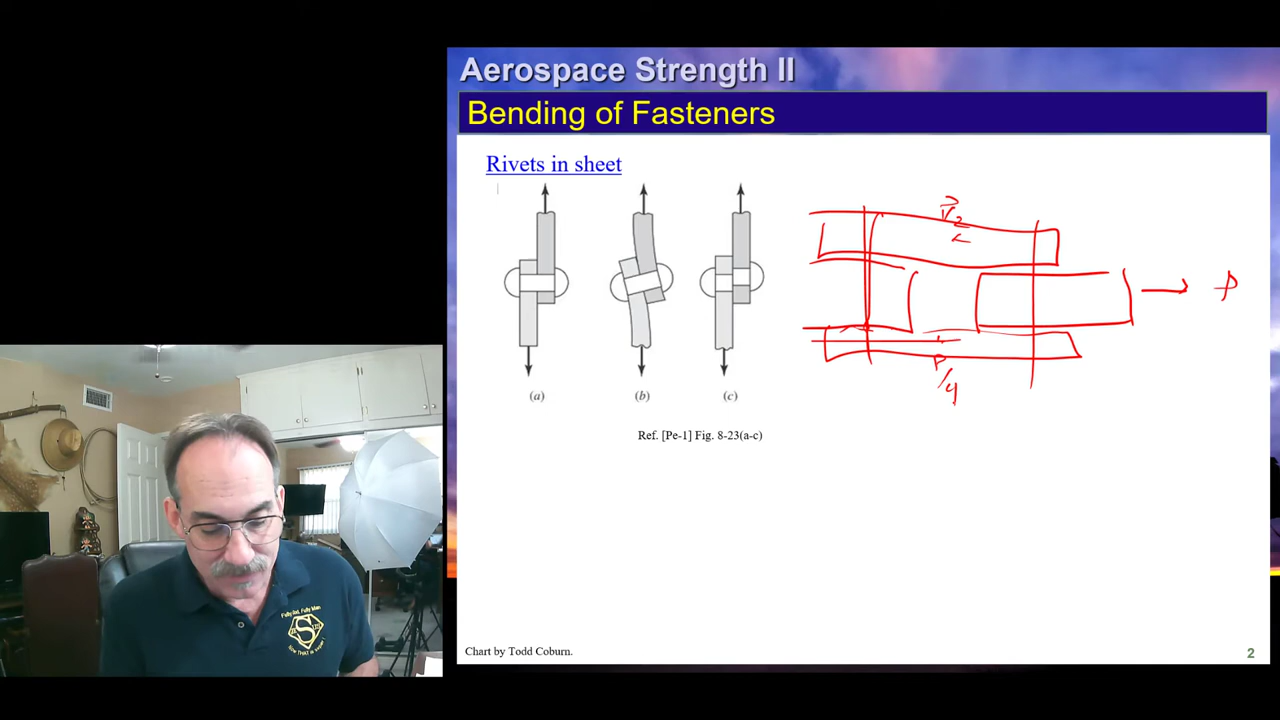 Aerospace Strength II
Bending of Fasteners
Rivets in sheet
P
P/4
(a) (b) (c)
Ref. [Pe-1] Fig. 8-23(a-c)
S
Chart by Todd Coburn.
2